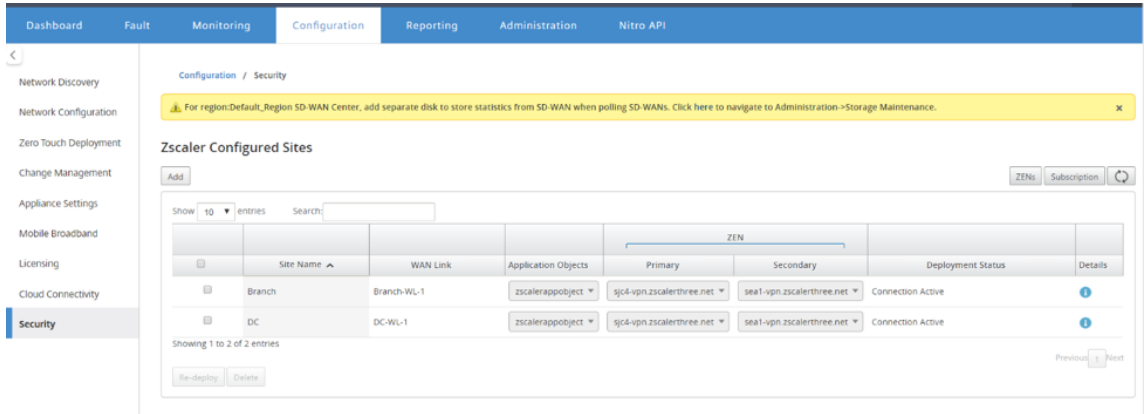 Dashboard Fault Monitoring Configuration Reporting Administration Nitro API
Network Discovery
Network Configuration
Zero Touch Deployment
Change Management
Appliance Settings
Mobile Broadband
Licensing
Cloud Connectivity
Security
Configuration / Security
For region:Default_Region SD-WAN Center, add separate disk to store statistics from SD-WAN when polling SD-WANs. Click here to navigate to Administration->Storage Maintenance.
Zscaler Configured Sites
Add ZENs Subscription
Show 10 entries Search:
ZEN
Site Name WAN Link Application Objects Primary Secondary Deployment Status Details
Branch Branch-WL-1 zscalerappobject sjc4-vpn.zscalerthree.net sea1-vpn.zscalerthree.net Connection Active
DC DC-WL-1 zscalerappobject sjc4-vpn.zscalerthree.net sea1-vpn.zscalerthree.net Connection Active
Showing 1 to 2 of 2 entries
Previous 1 Next
Re-deploy Delete